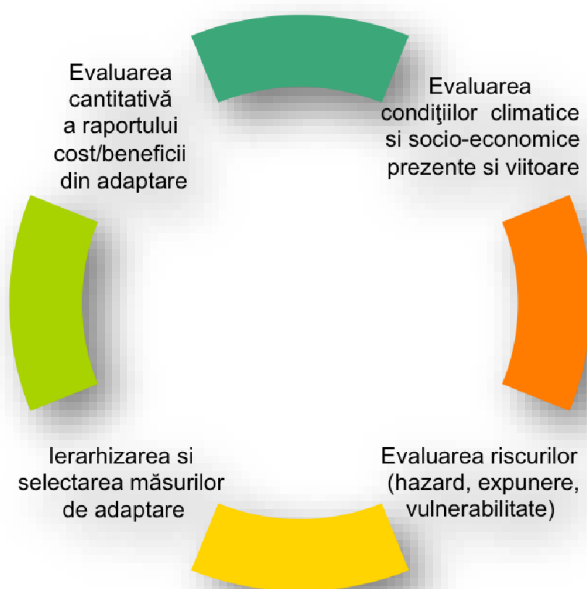 Evaluarea
cantitativă
a raportului
cost/beneficii
din adaptare
Evaluarea
condiţiilor climatice
si socio-economice
prezente si viitoare
Ierarhizarea si
selectarea măsurilor
de adaptare
Evaluarea riscurilor
(hazard, expunere,
vulnerabilitate)